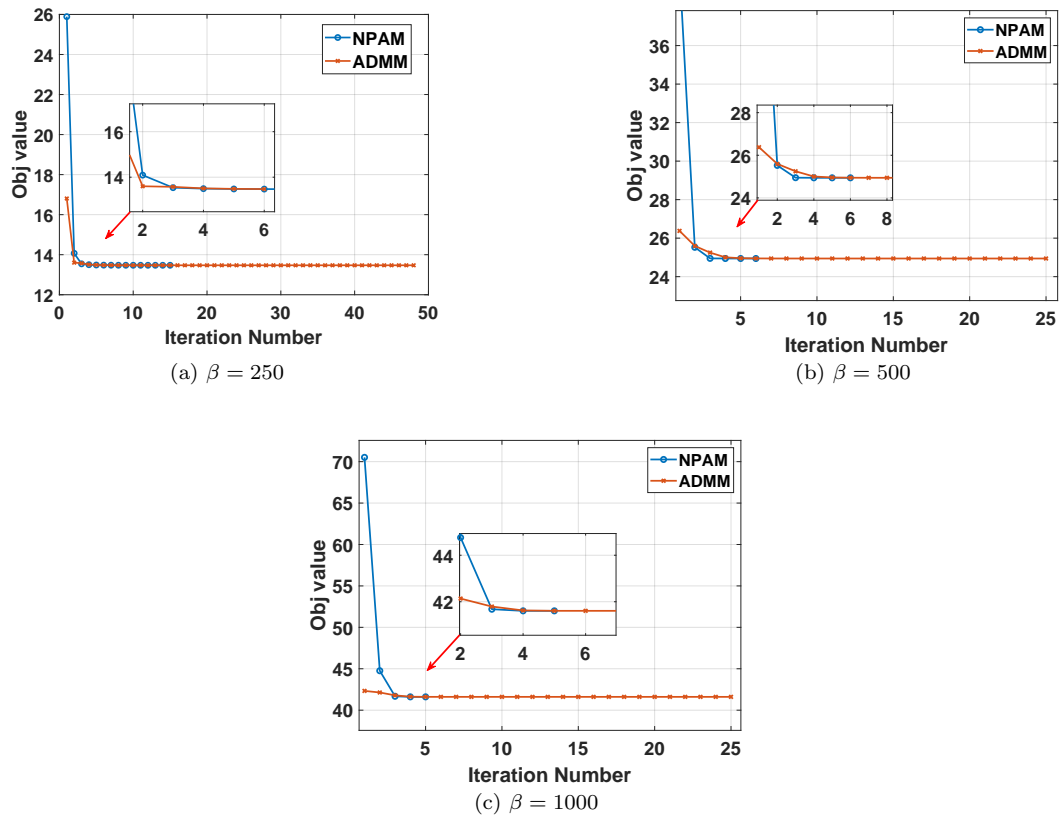 26
24
22
20
18
16
14
12
Obj value
NPAM
ADMM
16
14
2 4 6
0 10 20 30 40 50
Iteration Number
(a) β = 250
36
34
32
30
28
26
24
Obj value
NPAM
ADMM
28
26
24
2 4 6 8
5 10 15 20 25
Iteration Number
(b) β = 500
70
65
60
55
50
45
40
Obj value
NPAM
ADMM
44
42
2 4 6
5 10 15 20 25
Iteration Number
(c) β = 1000